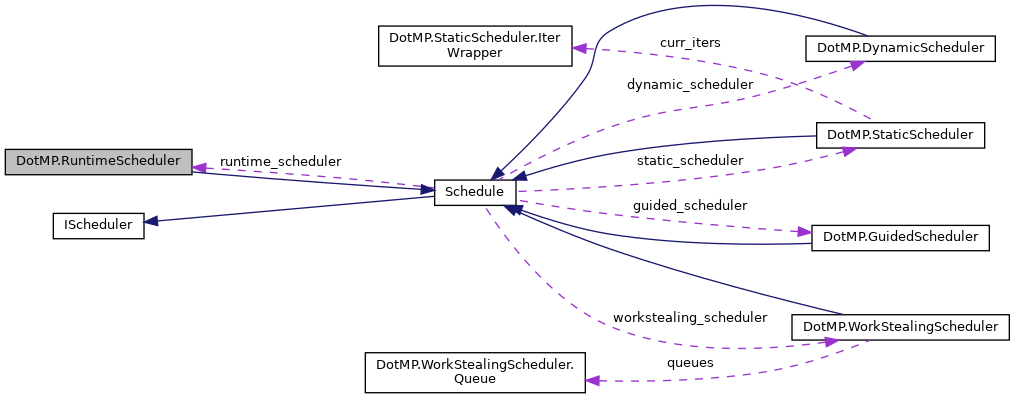 DotMP.StaticScheduler.Iter
Wrapper
curr_iters
DotMP.DynamicScheduler
dynamic_scheduler
DotMP.StaticScheduler
DotMP.RuntimeScheduler
runtime_scheduler
static_scheduler
Schedule
guided_scheduler
IScheduler
DotMP.GuidedScheduler
workstealing_scheduler
DotMP.WorkStealingScheduler
queues
DotMP.WorkStealingScheduler.
Queue